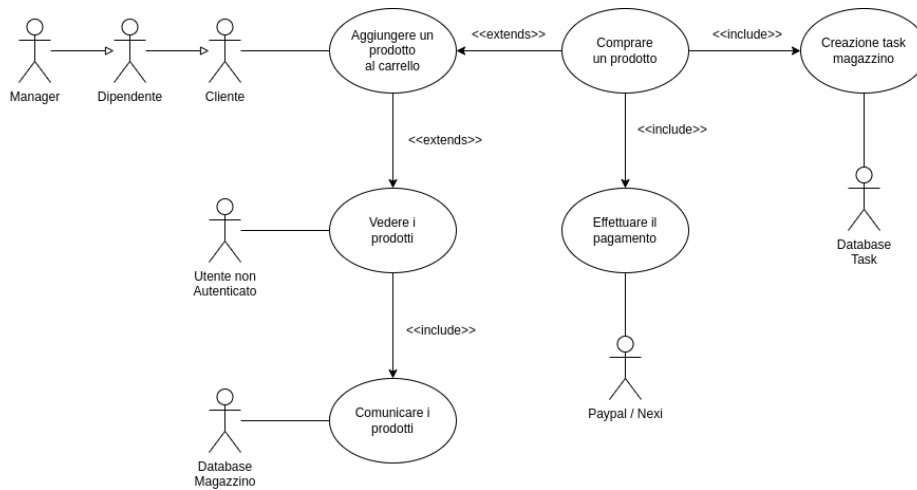 Aggiungere un
prodotto
al carrello
<<extends>>
Comprare
un prodotto
<<include>>
Creazione task
magazzino
Manager
Dipendente
Cliente
<<extends>>
<<include>>
Vedere i
prodotti
Effettuare il
pagamento
Database
Task
Utente non
Autenticato
<<include>>
Comunicare i
prodotti
Paypal / Nexi
Database
Magazzino